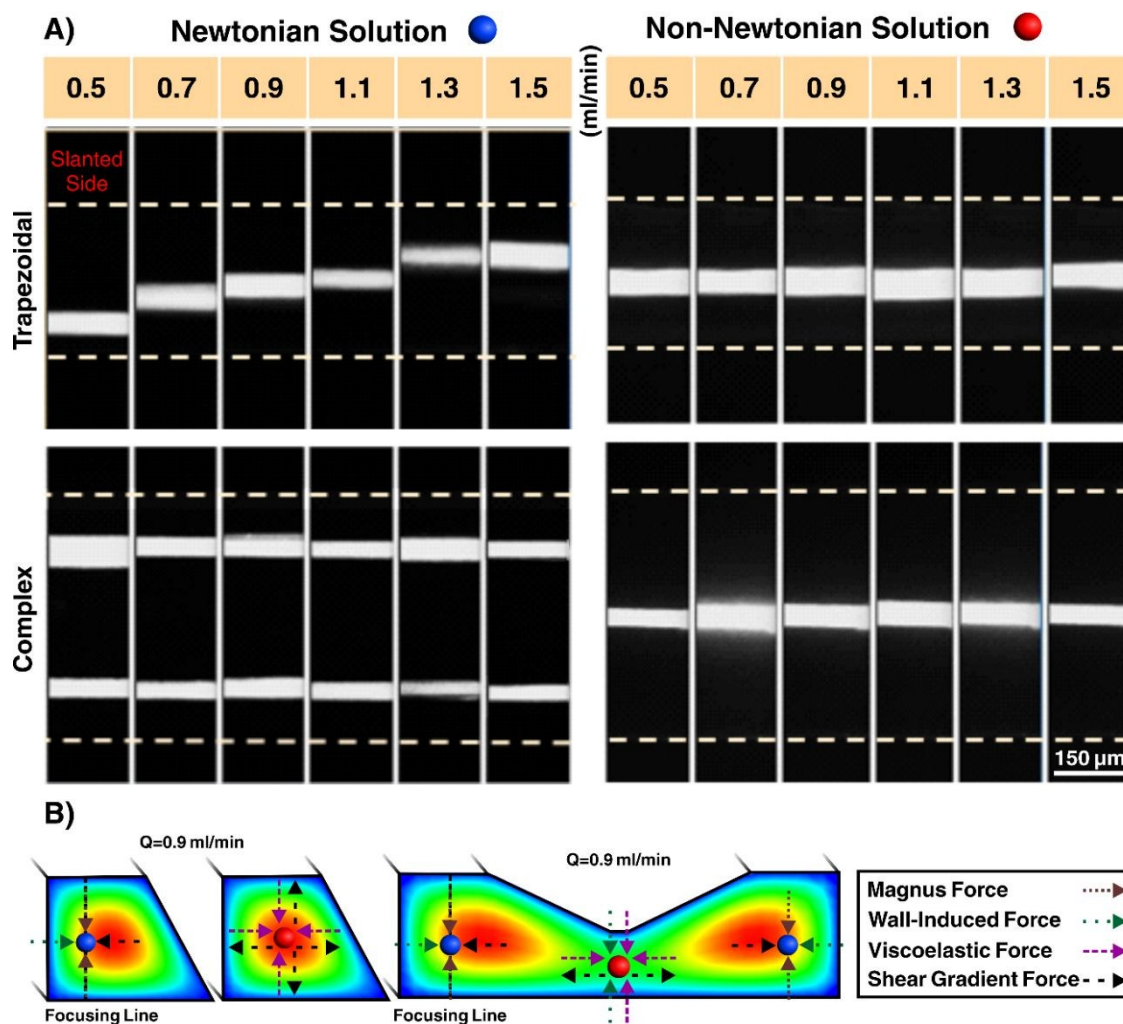 A)
Newtonian Solution
Non-Newtonian Solution
0.5 0.7 0.9 1.1 1.3 1.5
(ml/min)
0.5 0.7 0.9 1.1 1.3 1.5
Trapezoidal
Slanted
Side
Complex
150 µm
B)
Q=0.9 ml/min
Q=0.9 ml/min
Focusing Line
Focusing Line
Magnus Force
Wall-Induced Force
Viscoelastic Force
Shear Gradient Force